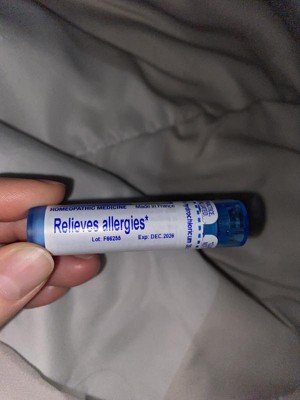 HOMEOPATHIC MEDICINE Made in France
Relieves allergies*
Lot: F66255 Exp: DEC.2026